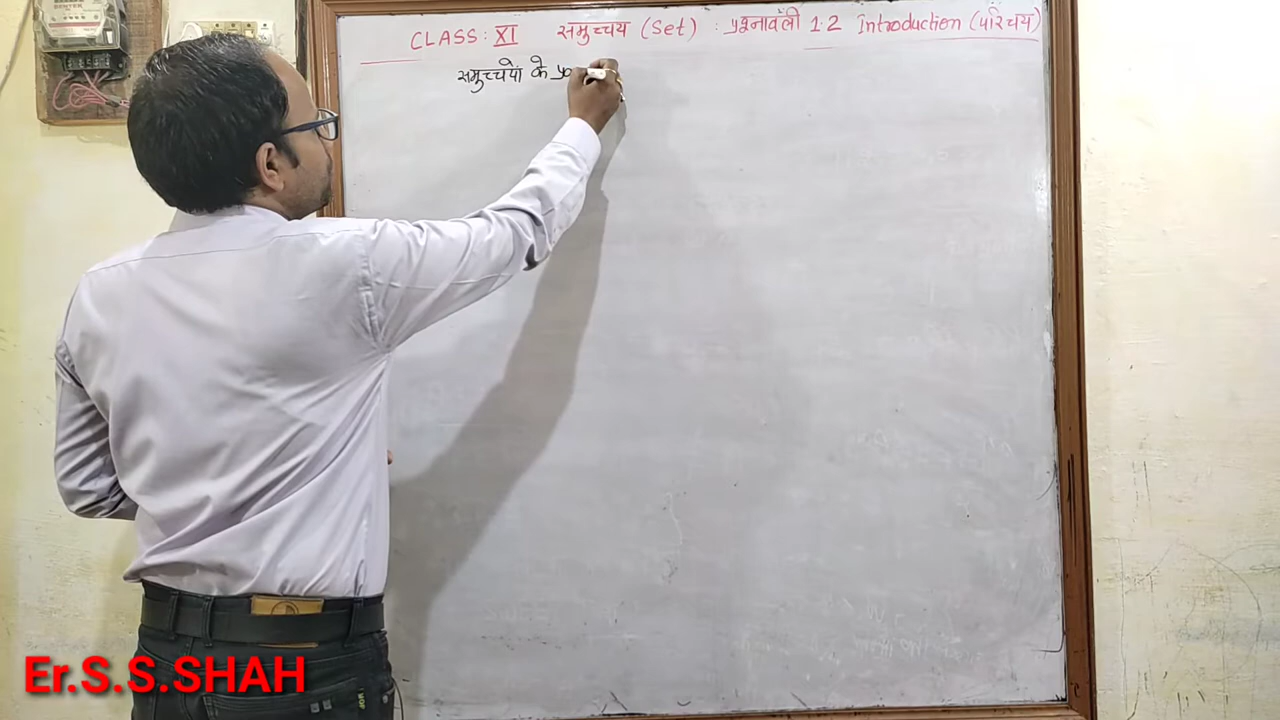 CLASS: XI समुच्चय (Set) : प्रश्नावली 1.2 Introduction (परिचय)
समुच्चयों के
Er.S.S.SHAH